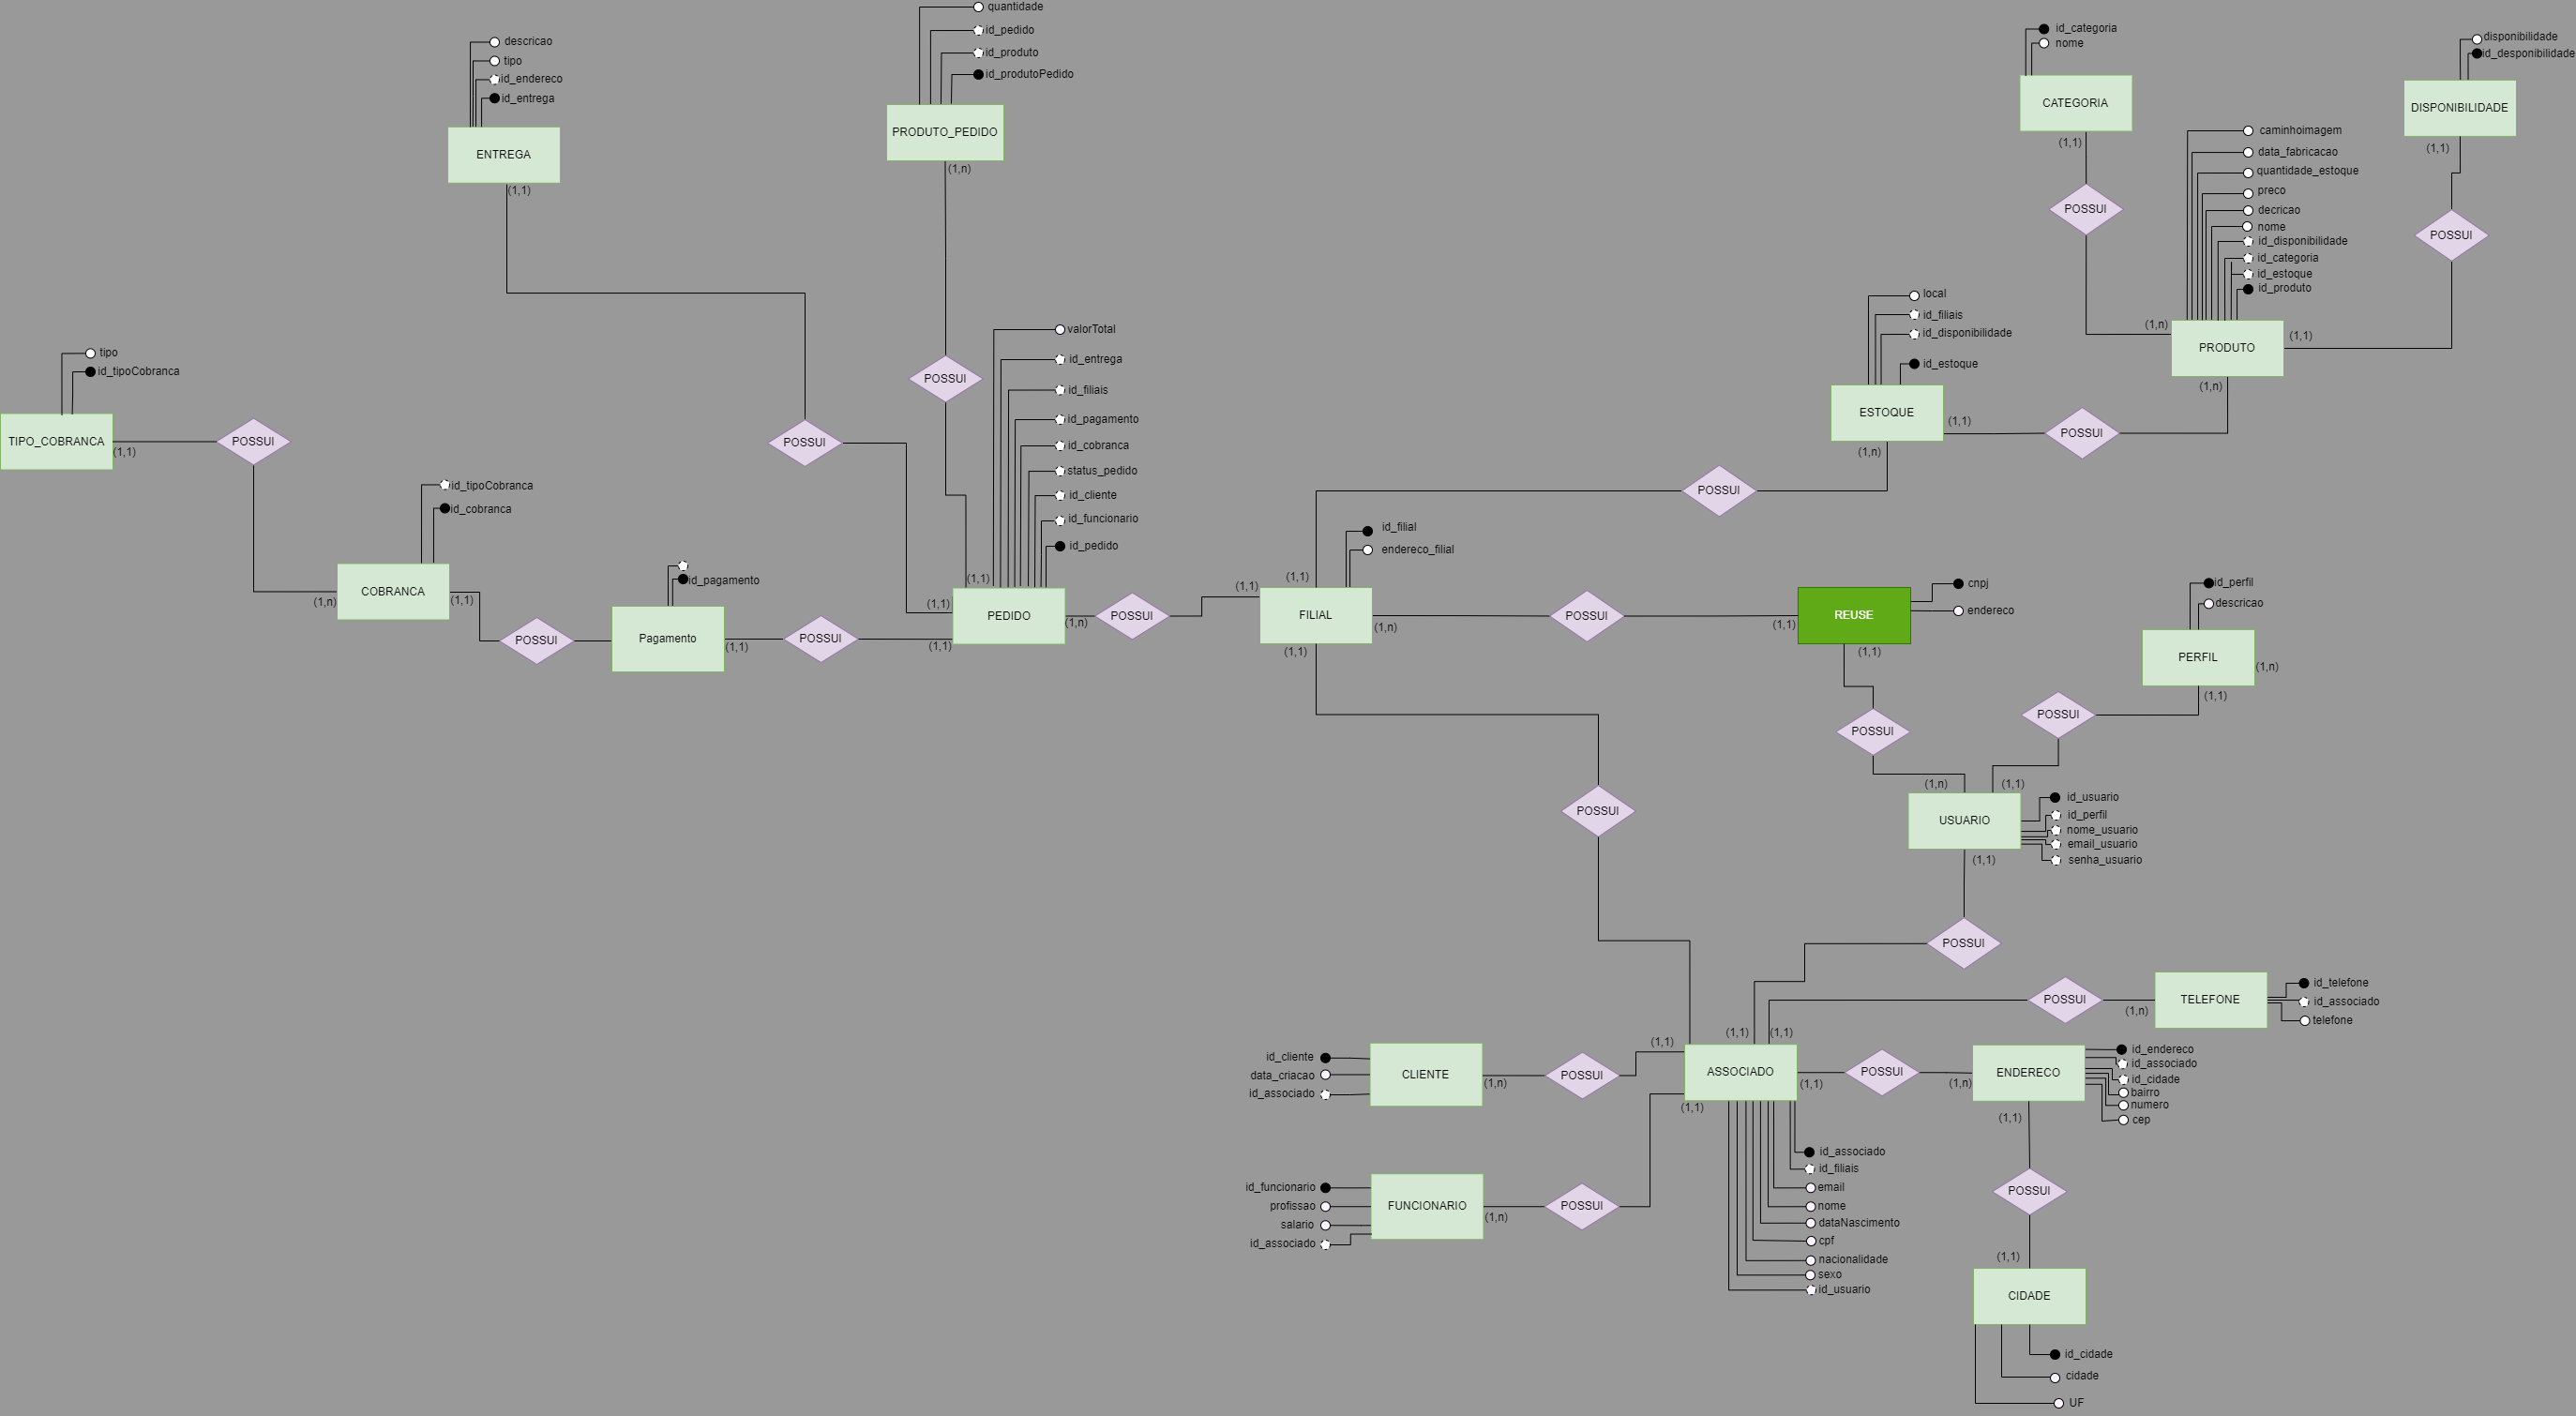 quantidade
id_pedido
id_produto
id_produtoPedido
PRODUTO_PEDIDO
(1,n)
descricao
tipo
id_endereco
id_entrega
ENTREGA
(1,1)
id_categoria
nome
CATEGORIA
(1,1)
POSSUI
disponibilidade
id_desponibilidade
DISPONIBILIDADE
(1,1)
POSSUI
caminhoimagem
data_fabricacao
quantidade_estoque
preco
decricao
nome
id_disponibilidade
id_categoria
id_estoque
id_produto
(1,n)
PRODUTO
(1,1)
(1,n)
local
id_filiais
id_disponibilidade
id_estoque
ESTOQUE
(1,1)
(1,n)
POSSUI
POSSUI
tipo
id_tipoCobranca
TIPO_COBRANCA
(1,1)
POSSUI
POSSUI
POSSUI
valorTotal
id_entrega
id_filiais
id_pagamento
id_cobranca
status_pedido
id_cliente
id_funcionario
id_pedido
(1,1)
(1,1)
PEDIDO
(1,n)
(1,1)
id_tipoCobranca
id_cobranca
(1,n)
COBRANCA
(1,1)
POSSUI
id_pagamento
Pagamento
(1,1)
POSSUI
POSSUI
(1,1)
(1,1)
id_filial
endereco_filial
FILIAL
(1,n)
(1,1)
POSSUI
(1,1)
REUSE
cnpj
endereco
(1,1)
POSSUI
id_perfil
descricao
PERFIL
(1,n)
(1,1)
POSSUI
(1,n)
(1,1)
USUARIO
id_usuario
id_perfil
nome_usuario
email_usuario
senha_usuario
(1,1)
POSSUI
POSSUI
POSSUI
(1,n)
TELEFONE
id_telefone
id_associado
telefone
id_cliente
data_criacao
id_associado
CLIENTE
(1,n)
POSSUI
(1,1)
(1,1)
(1,1)
ASSOCIADO
(1,1)
(1,1)
POSSUI
(1,n)
ENDERECO
id_endereco
id_associado
id_cidade
bairro
numero
cep
(1,1)
POSSUI
id_funcionario
profissao
salario
id_associado
FUNCIONARIO
(1,n)
POSSUI
id_associado
id_filiais
email
nome
dataNascimento
cpf
nacionalidade
sexo
id_usuario
(1,1)
CIDADE
id_cidade
cidade
UF